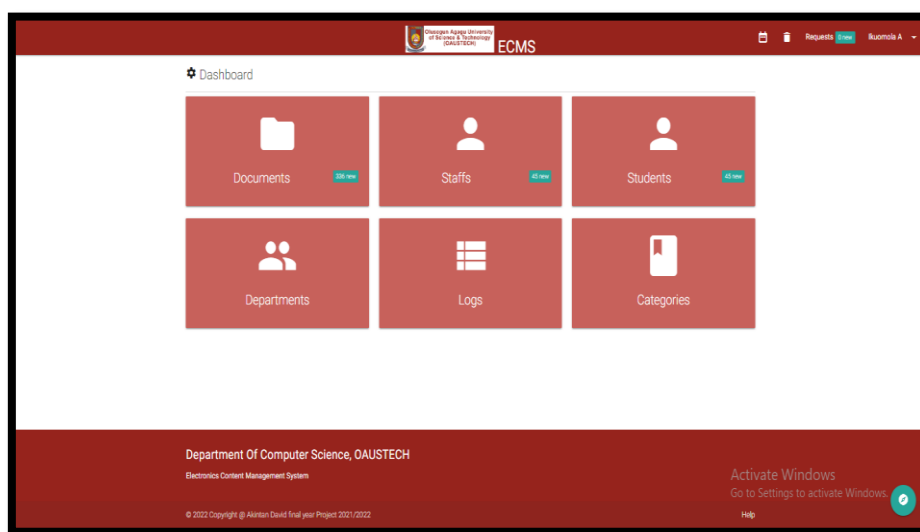 Olusegun Agagu University
of Science & Technology
(OAUSTECH)
ECMS
Requests 0 new Ikuomola A
Dashboard
Documents 336 new
Staffs 45 new
Students 45 new
Departments
Logs
Categories
Department Of Computer Science, OAUSTECH
Electronics Content Management System
Activate Windows
Go to Settings to activate Windows.
© 2022 Copyright @ Akintan David final year Project 2021/2022
Help